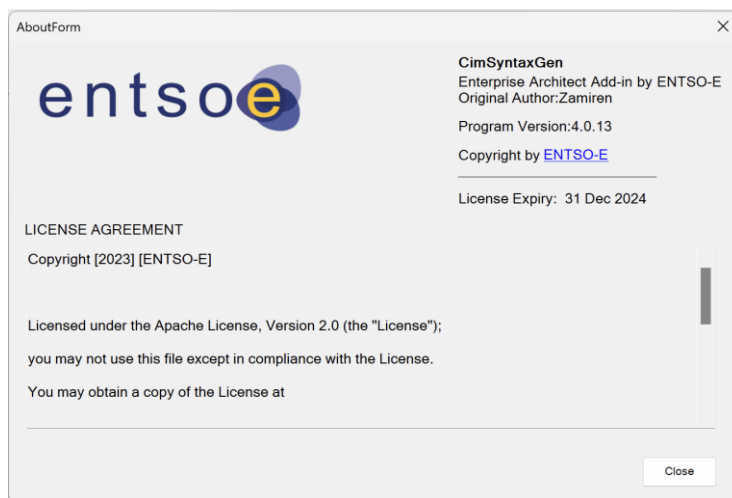 AboutForm
entsoe
CimSyntaxGen
Enterprise Architect Add-in by ENTSO-E
Original Author:Zamiren
Program Version:4.0.13
Copyright by ENTSO-E
License Expiry: 31 Dec 2024
LICENSE AGREEMENT
Copyright [2023] [ENTSO-E]
Licensed under the Apache License, Version 2.0 (the "License");
you may not use this file except in compliance with the License.
You may obtain a copy of the License at
Close